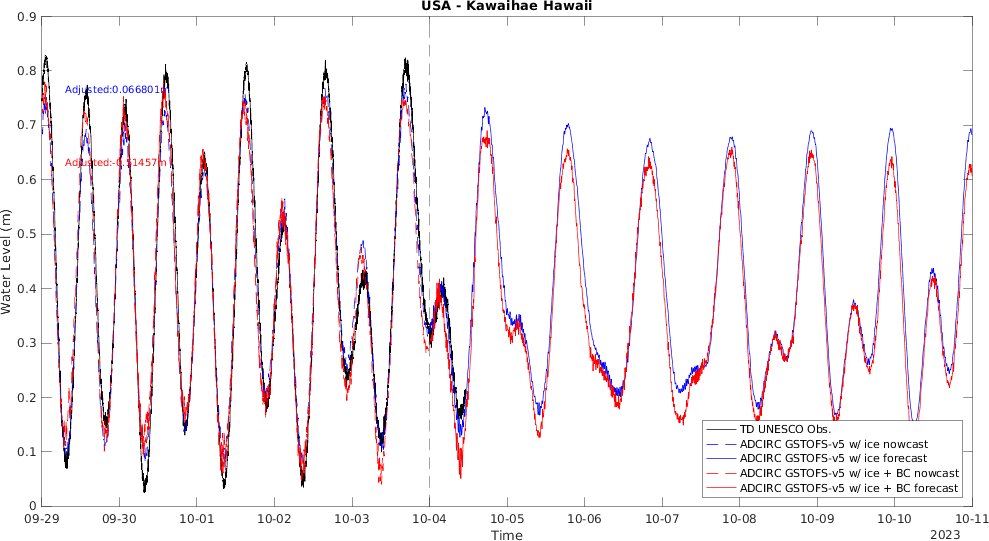 USA - Kawaihae Hawaii
0.9
0.8
0.7
0.6
0.5
0.4
0.3
0.2
0.1
0
Water Level (m)
Adjusted:0.066801m
Adjusted:-0.51457m
TD UNESCO Obs.
ADCIRC GSTOFS-v5 w/ ice nowcast
ADCIRC GSTOFS-v5 w/ ice forecast
ADCIRC GSTOFS-v5 w/ ice + BC nowcast
ADCIRC GSTOFS-v5 w/ ice + BC forecast
09-29 09-30 10-01 10-02 10-03 10-04 10-05 10-06 10-07 10-08 10-09 10-10 10-11
Time
2023